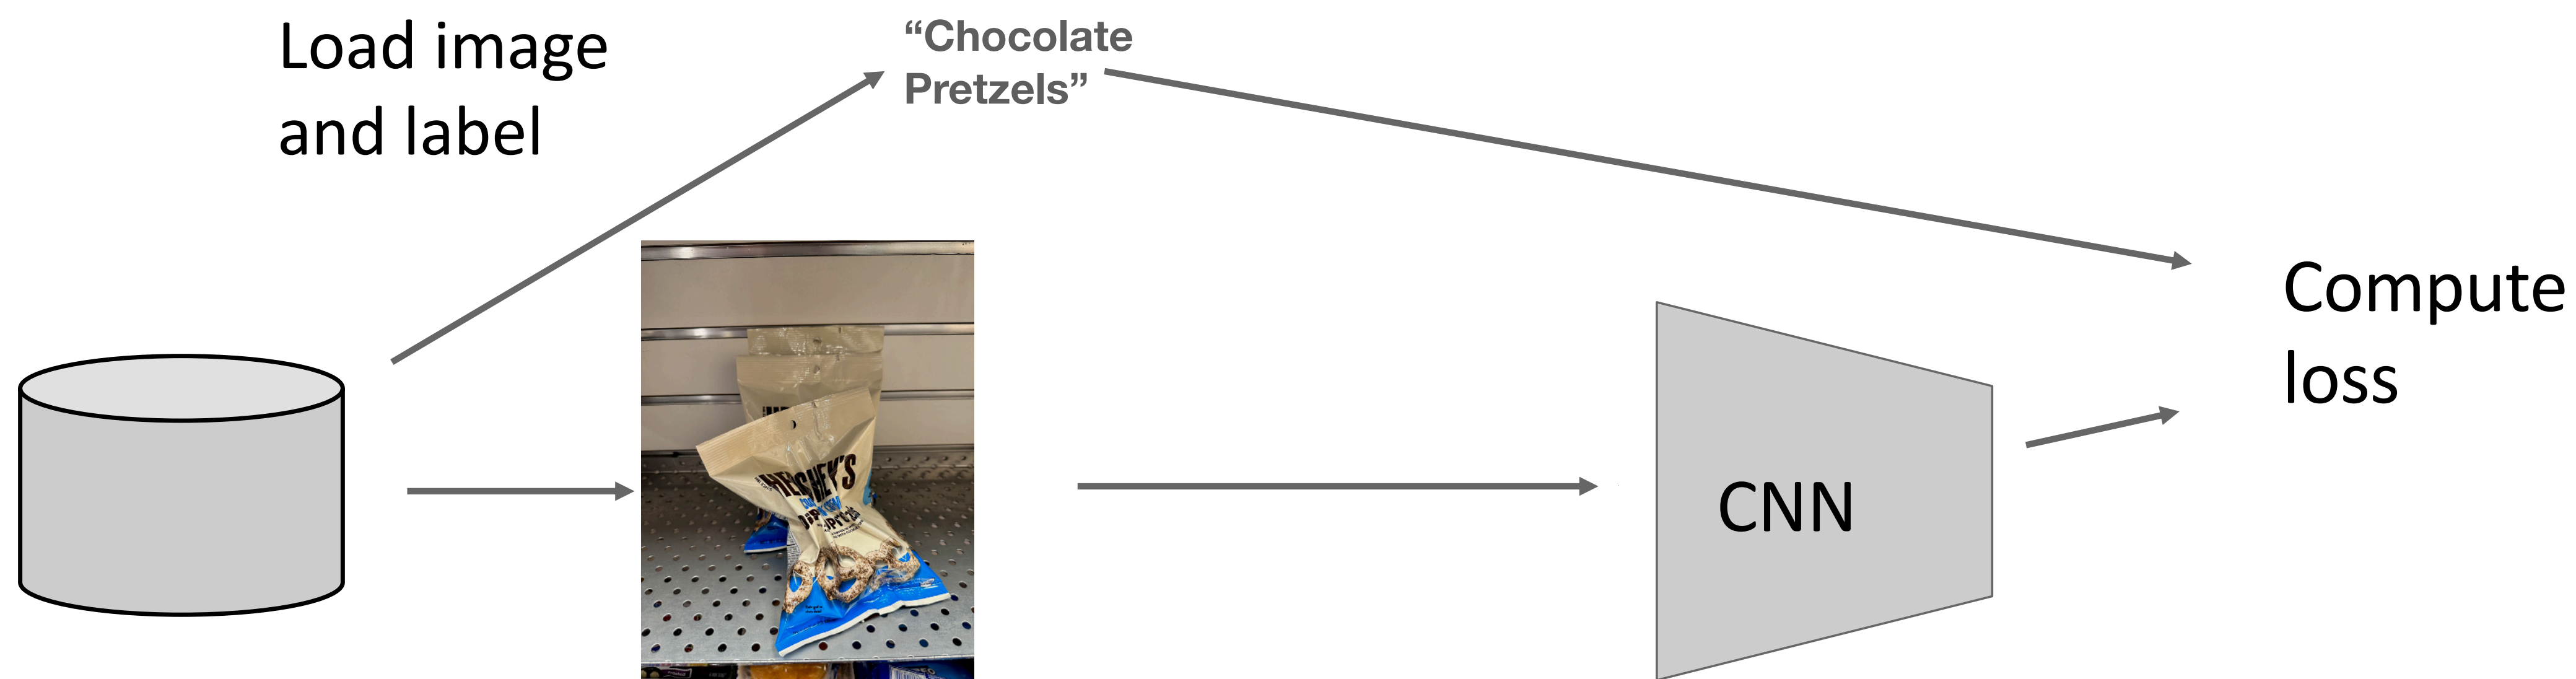 Load image
and label
“Chocolate
Pretzels”
HERSHEY'S
CNN
Compute
loss